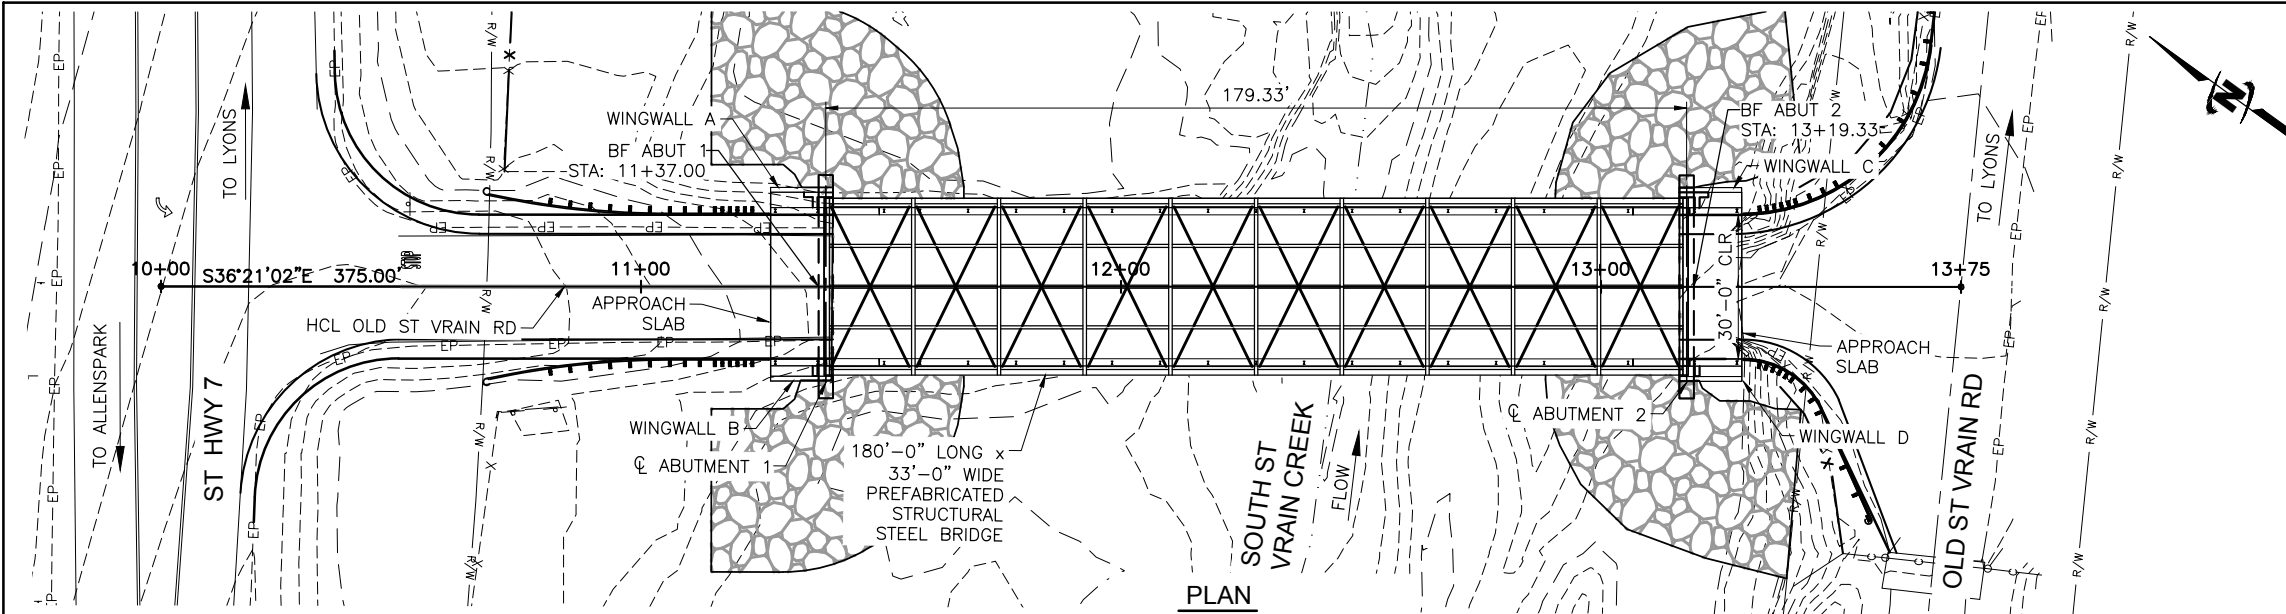 TO LYONS
TO ALLENSPARK
ST HWY 7
EP
R/W
10+00
S36°21'02"E 375.00'
11+00
12+00
13+00
13+75
HCL OLD ST VRAIN RD
WINGWALL A
BF ABUT 1
STA: 11+37.00
APPROACH
SLAB
WINGWALL B
℄ ABUTMENT 1
179.33'
180'-0" LONG x
33'-0" WIDE
PREFABRICATED
STRUCTURAL
STEEL BRIDGE
SOUTH ST
VRAIN CREEK
FLOW
BF ABUT 2
STA: 13+19.33
WINGWALL C
30'-0" CLR
APPROACH
SLAB
℄ ABUTMENT 2
WINGWALL D
TO LYONS
OLD ST VRAIN RD
N
PLAN